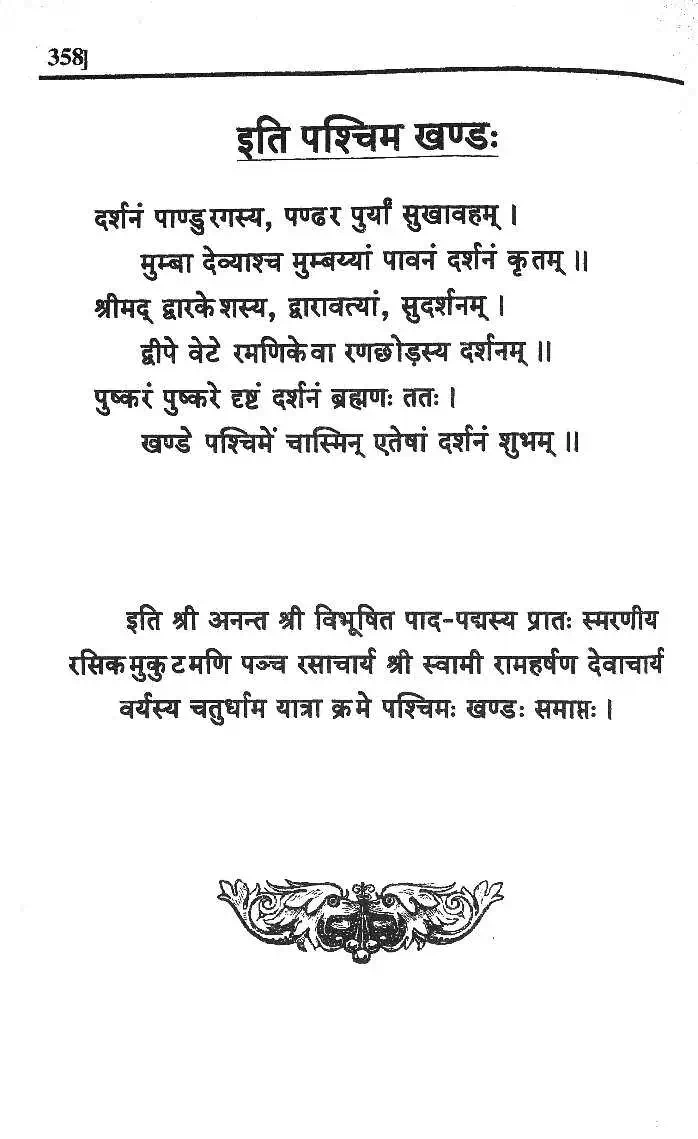 358]
इति पश्चिम खण्डः
दर्शनं पाण्डुरगस्य, पण्ढर पुर्यां सुखावहम् ।
मुम्बा देव्याश्च मुम्बय्यां पावनं दर्शनं कृतम् ॥
श्रीमद् द्वारकेशस्य, द्वारावत्यां, सुदर्शनम् ।
द्वीपे वेटे रमणिकेवा रणछोड़स्य दर्शनम् ॥
पुष्करं पुष्करे दृष्टं दर्शनं ब्रह्मणः ततः ।
खण्डे पश्चिमें चास्मिन् एतेषां दर्शनं शुभम् ॥
इति श्री अनन्त श्री विभूषित पाद-पद्मस्य प्रातः स्मरणीय
रसिकमुकुटमणि पञ्च रसाचार्य श्री स्वामी रामहर्षण देवाचार्य
वर्यस्य चतुर्धाम यात्रा क्रमे पश्चिमः खण्डः समाप्तः ।